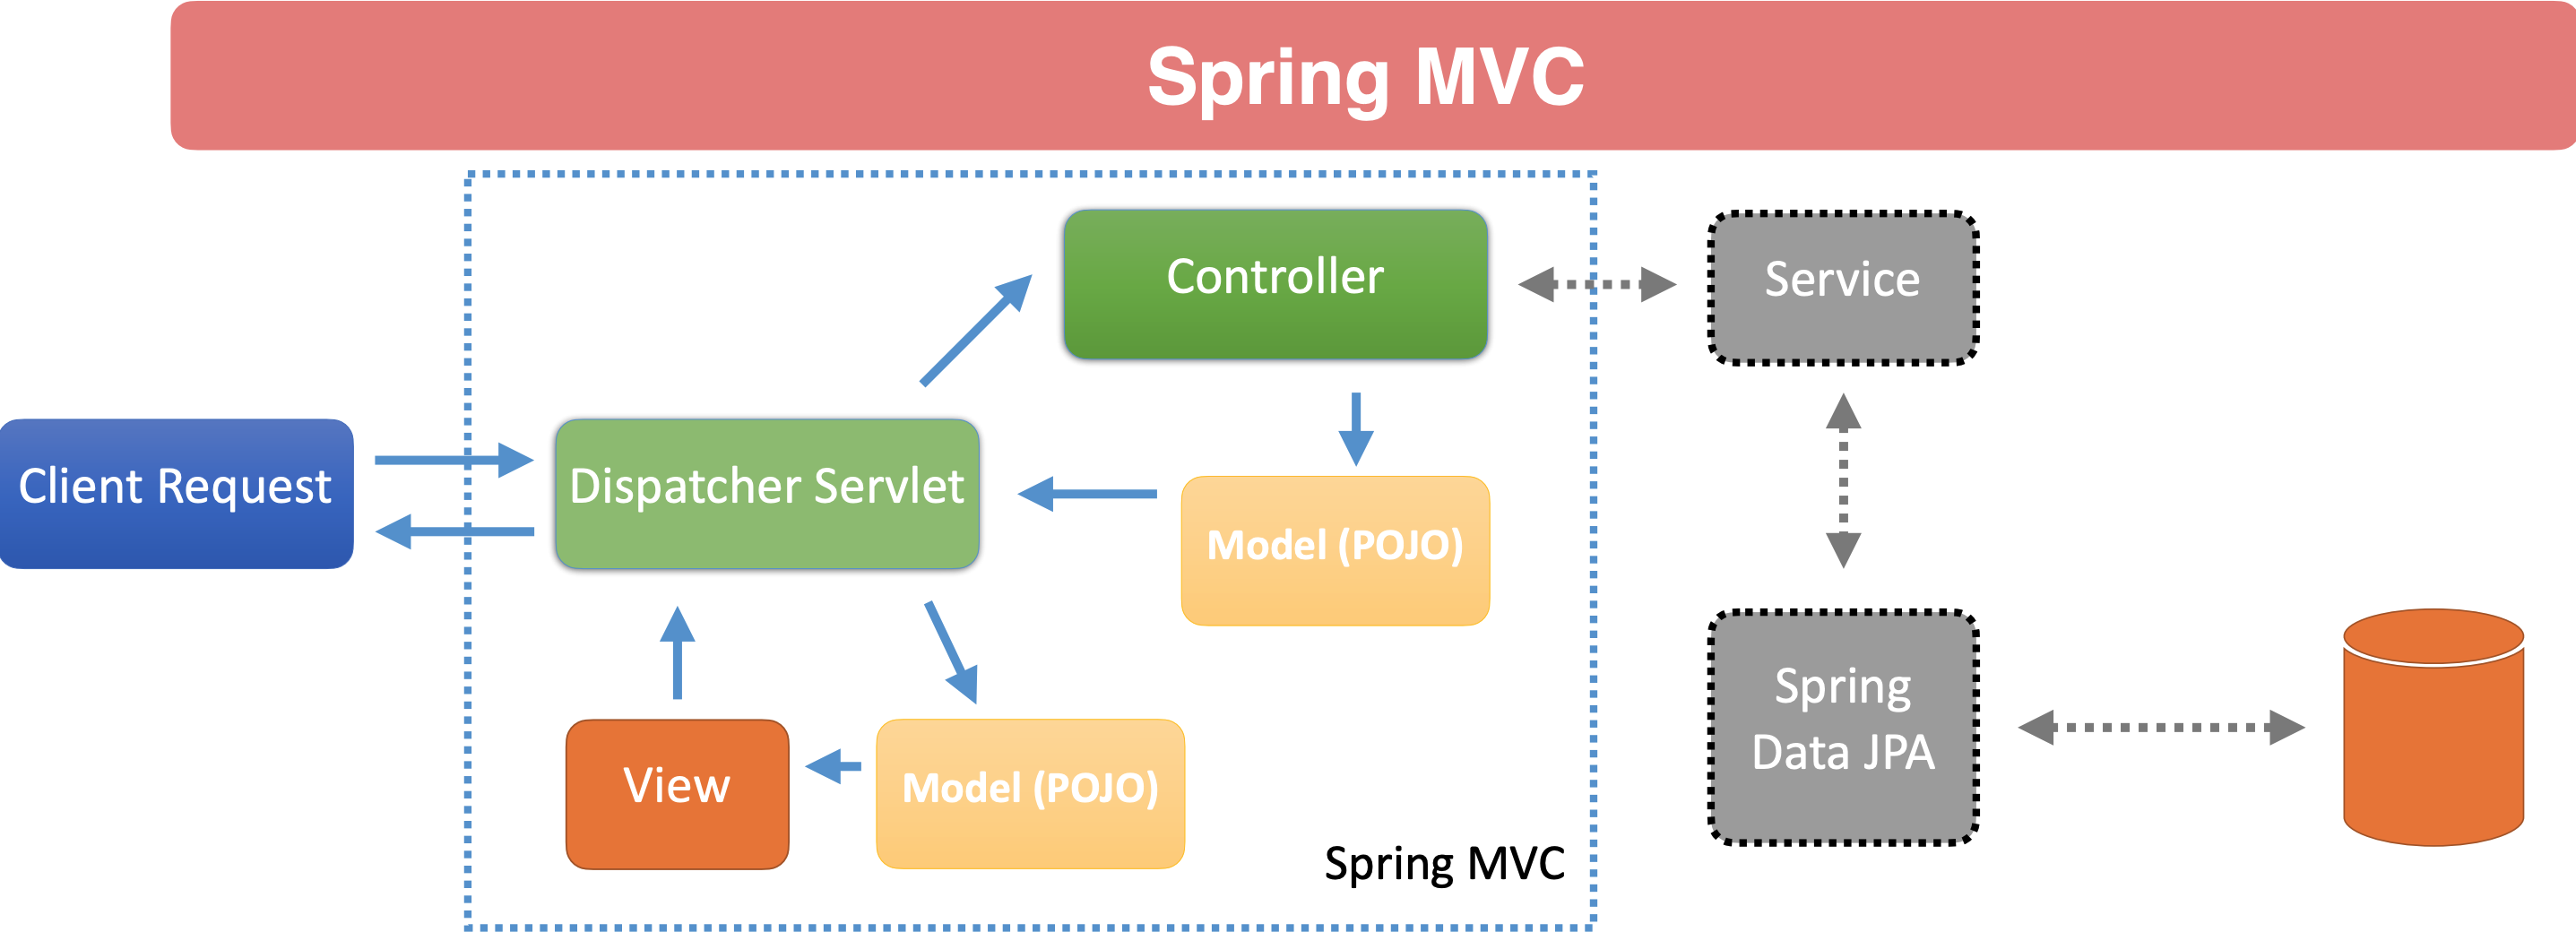 Spring MVC
Controller
Service
Client Request
Dispatcher Servlet
Model (POJO)
Spring
Data JPA
View
Model (POJO)
Spring MVC